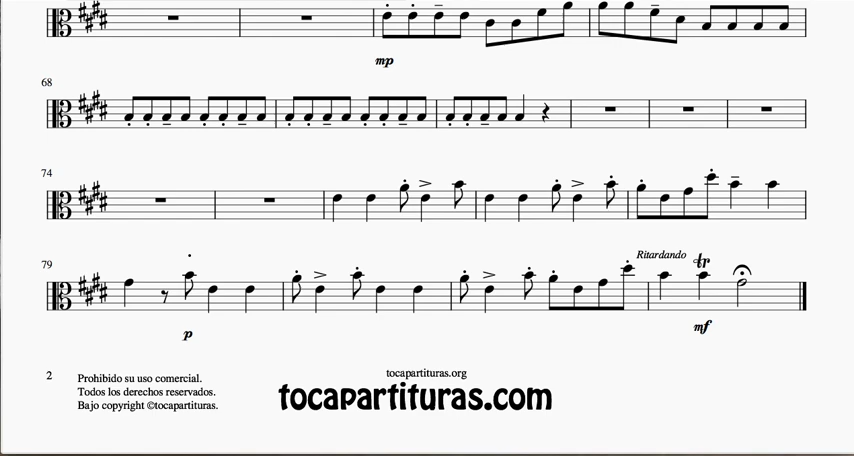 mp
68
74
79
Ritardando
tr
p
mf
2
Prohibido su uso comercial.
Todos los derechos reservados.
Bajo copyright ©tocapartituras.
tocapartituras.org
tocapartituras.com